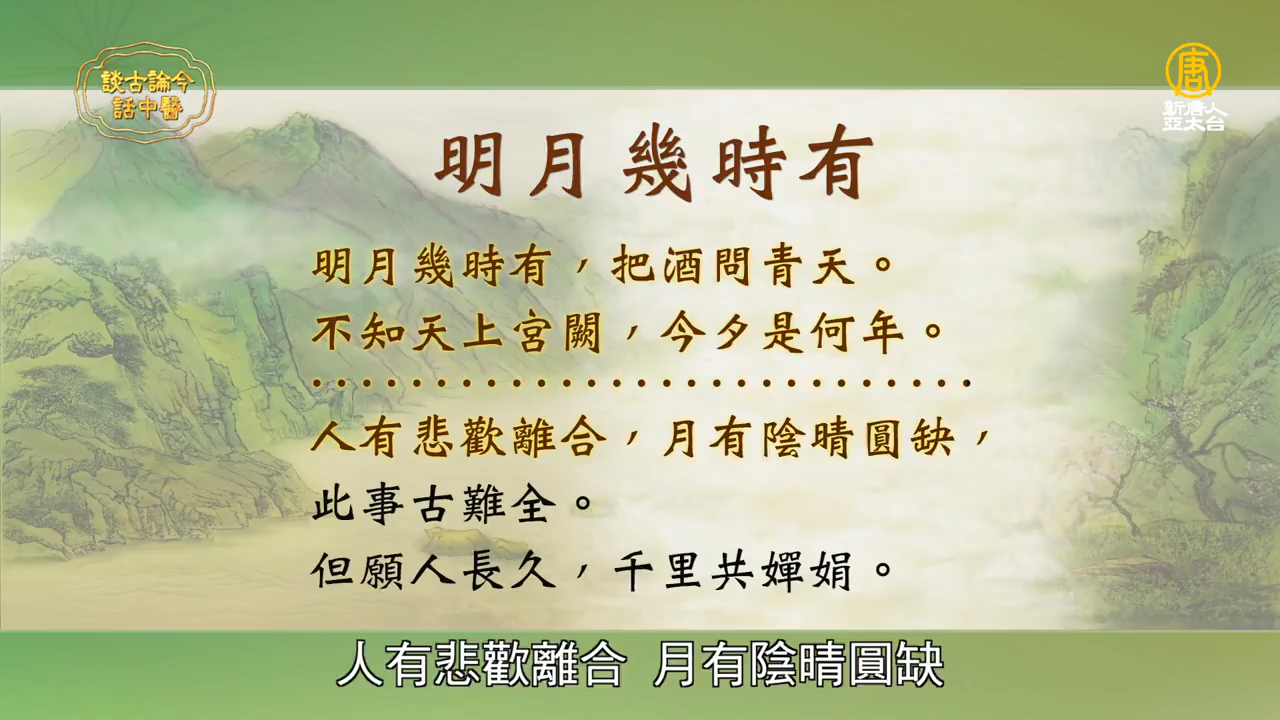 談古論今
話中醫
新唐人
亞太台
明月幾時有
明月幾時有，把酒問青天。
不知天上宮闕，今夕是何年。
‧‧‧‧‧‧‧‧‧‧‧‧‧‧‧‧‧‧‧‧‧‧‧‧‧‧‧
人有悲歡離合，月有陰晴圓缺，
此事古難全。
但願人長久，千里共嬋娟。
人有悲歡離合 月有陰晴圓缺